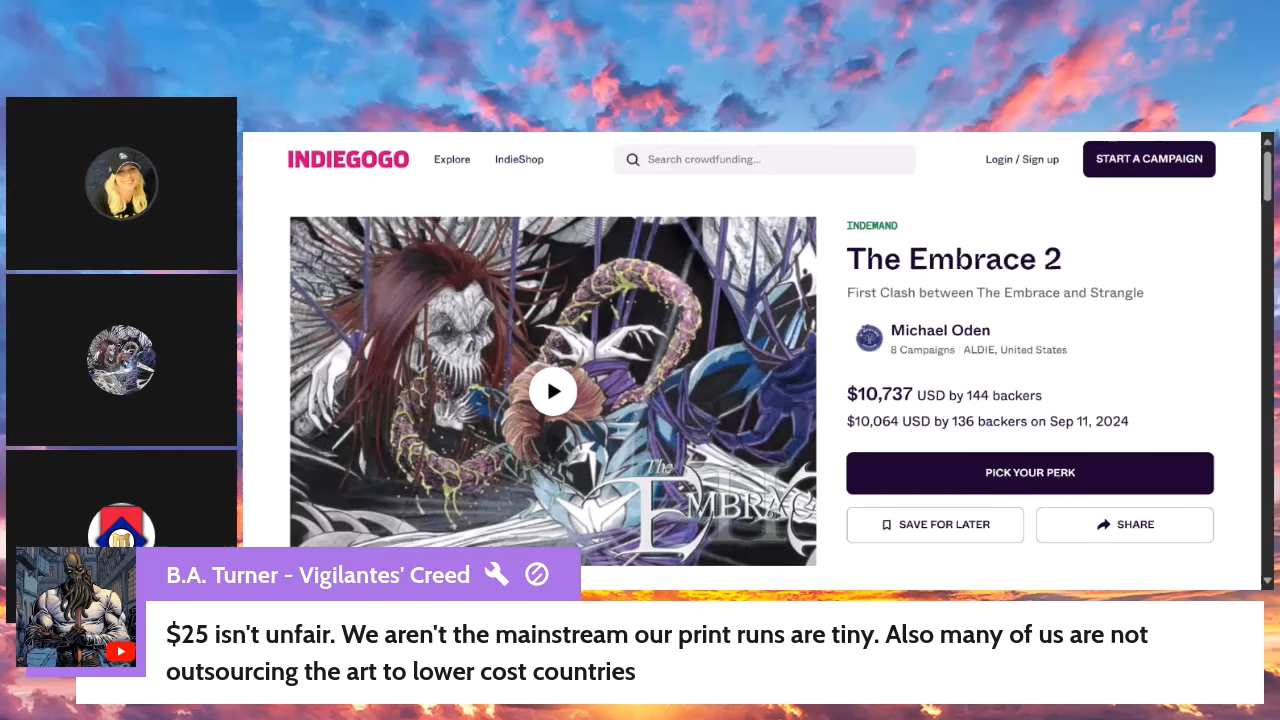 INDIEGOGO
Explore
IndieShop
Search crowdfunding...
Login / Sign up
START A CAMPAIGN
INDEMAND
The Embrace 2
First Clash between The Embrace and Strangle
Michael Oden
8 Campaigns | ALDIE, United States
$10,737 USD by 144 backers
$10,064 USD by 136 backers on Sep 11, 2024
PICK YOUR PERK
SAVE FOR LATER
SHARE
The
EMBRAC
B.A. Turner - Vigilantes' Creed
$25 isn't unfair. We aren't the mainstream our print runs are tiny. Also many of us are not
outsourcing the art to lower cost countries